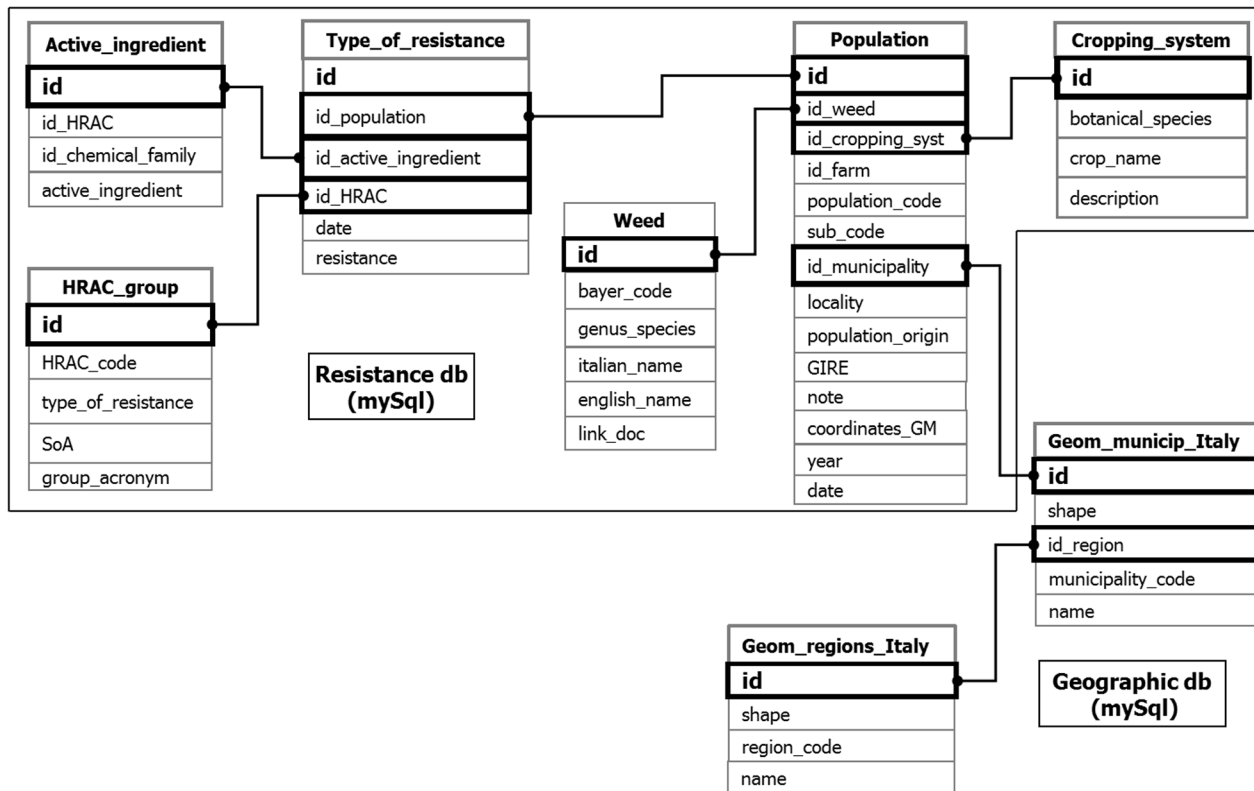 Active_ingredient
id
id_HRAC
id_chemical_family
active_ingredient
Type_of_resistance
id
id_population
id_active_ingredient
id_HRAC
date
resistance
Population
id
id_weed
id_cropping_syst
id_farm
population_code
sub_code
id_municipality
locality
population_origin
GIRE
note
coordinates_GM
year
date
Cropping_system
id
botanical_species
crop_name
description
Weed
id
bayer_code
genus_species
italian_name
english_name
link_doc
HRAC_group
id
HRAC_code
type_of_resistance
SoA
group_acronym
Resistance db
(mySql)
Geom_municip_Italy
id
shape
id_region
municipality_code
name
Geom_regions_Italy
id
shape
region_code
name
Geographic db
(mySql)